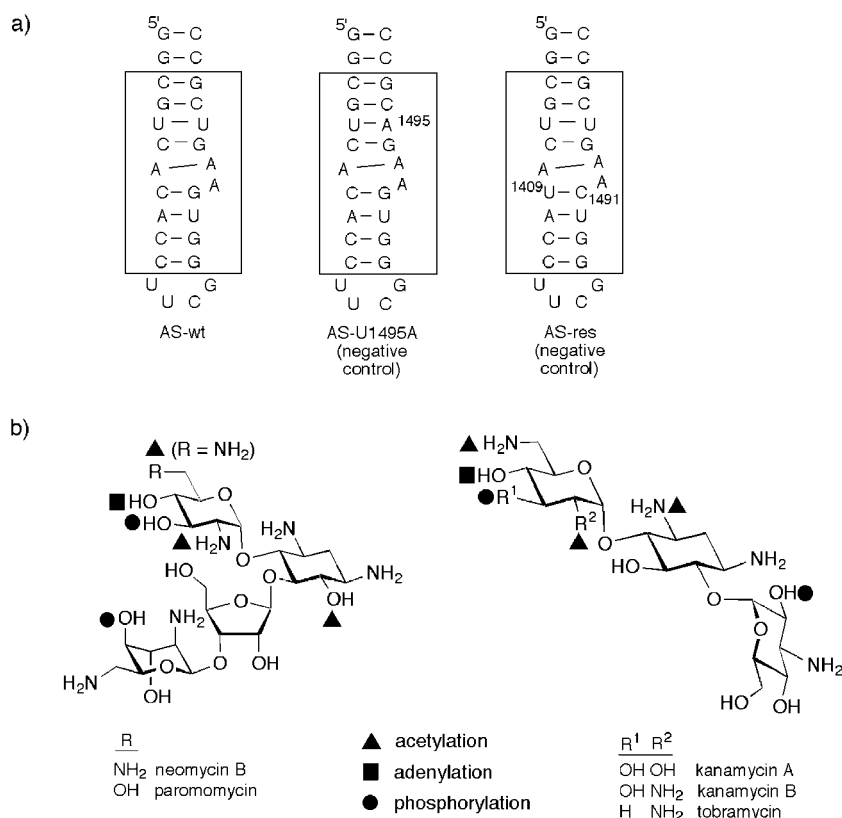 a)
5'G–C 5'G–C 5'G–C
G–C G–C G–C
C–G C–G C–G
G–C G–C G–C
U–U U–A 1495 U–U
C–G C–G C–G
A–A A–A A–A
A A 1409 A
C–G C–G U C 1491
A–U A–U A–U
C–G C–G C–G
C–G C–G C–G
U G U G U G
U C U C U C
AS-wt AS-U1495A AS-res
(negative (negative
control) control)
b)
▲ (R = NH₂)
R
HO
HO
H₂N
O
O
NH₂
NH₂
HO
O
O
OH
OH
NH₂
O
OH
O
H₂N
OH
H₂N
HO
R¹
R²
O
O
H₂N
NH₂
HO
O
OH
O
NH₂
HO
OH
R
NH₂ neomycin B
OH paromomycin
▲ acetylation
■ adenylation
● phosphorylation
R¹ R²
OH OH kanamycin A
OH NH₂ kanamycin B
H NH₂ tobramycin